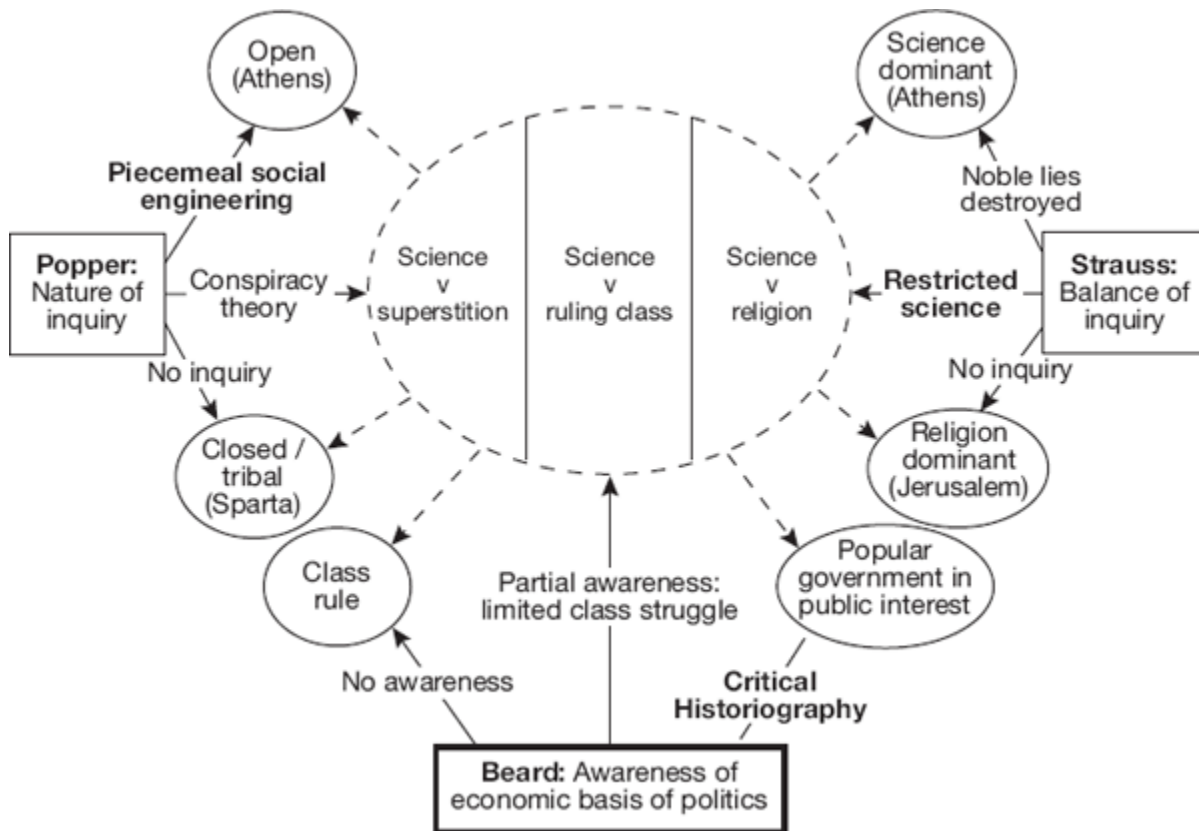 Open
(Athens)
Science
dominant
(Athens)
Piecemeal social
engineering
Noble lies
destroyed
Popper:
Nature of
inquiry
Conspiracy
theory
Science
v
superstition
Science
v
ruling class
Science
v
religion
Restricted
science
Strauss:
Balance of
inquiry
No inquiry
No inquiry
Closed /
tribal
(Sparta)
Religion
dominant
(Jerusalem)
Class
rule
Partial awareness:
limited class struggle
Popular
government in
public interest
No awareness
Critical
Historiography
Beard: Awareness of
economic basis of politics